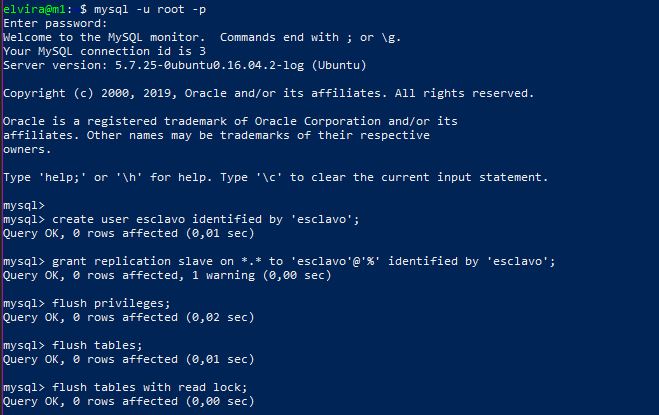 elvira@m1: $ mysql -u root -p
Enter password:
Welcome to the MySQL monitor.  Commands end with ; or \g.
Your MySQL connection id is 3
Server version: 5.7.25-0ubuntu0.16.04.2-log (Ubuntu)
Copyright (c) 2000, 2019, Oracle and/or its affiliates. All rights reserved.
Oracle is a registered trademark of Oracle Corporation and/or its
affiliates. Other names may be trademarks of their respective
owners.
Type 'help;' or '\h' for help. Type '\c' to clear the current input statement.
mysql>
mysql> create user esclavo identified by 'esclavo';
Query OK, 0 rows affected (0,01 sec)
mysql> grant replication slave on *.* to 'esclavo'@'%' identified by 'esclavo';
Query OK, 0 rows affected, 1 warning (0,00 sec)
mysql> flush privileges;
Query OK, 0 rows affected (0,02 sec)
mysql> flush tables;
Query OK, 0 rows affected (0,01 sec)
mysql> flush tables with read lock;
Query OK, 0 rows affected (0,00 sec)